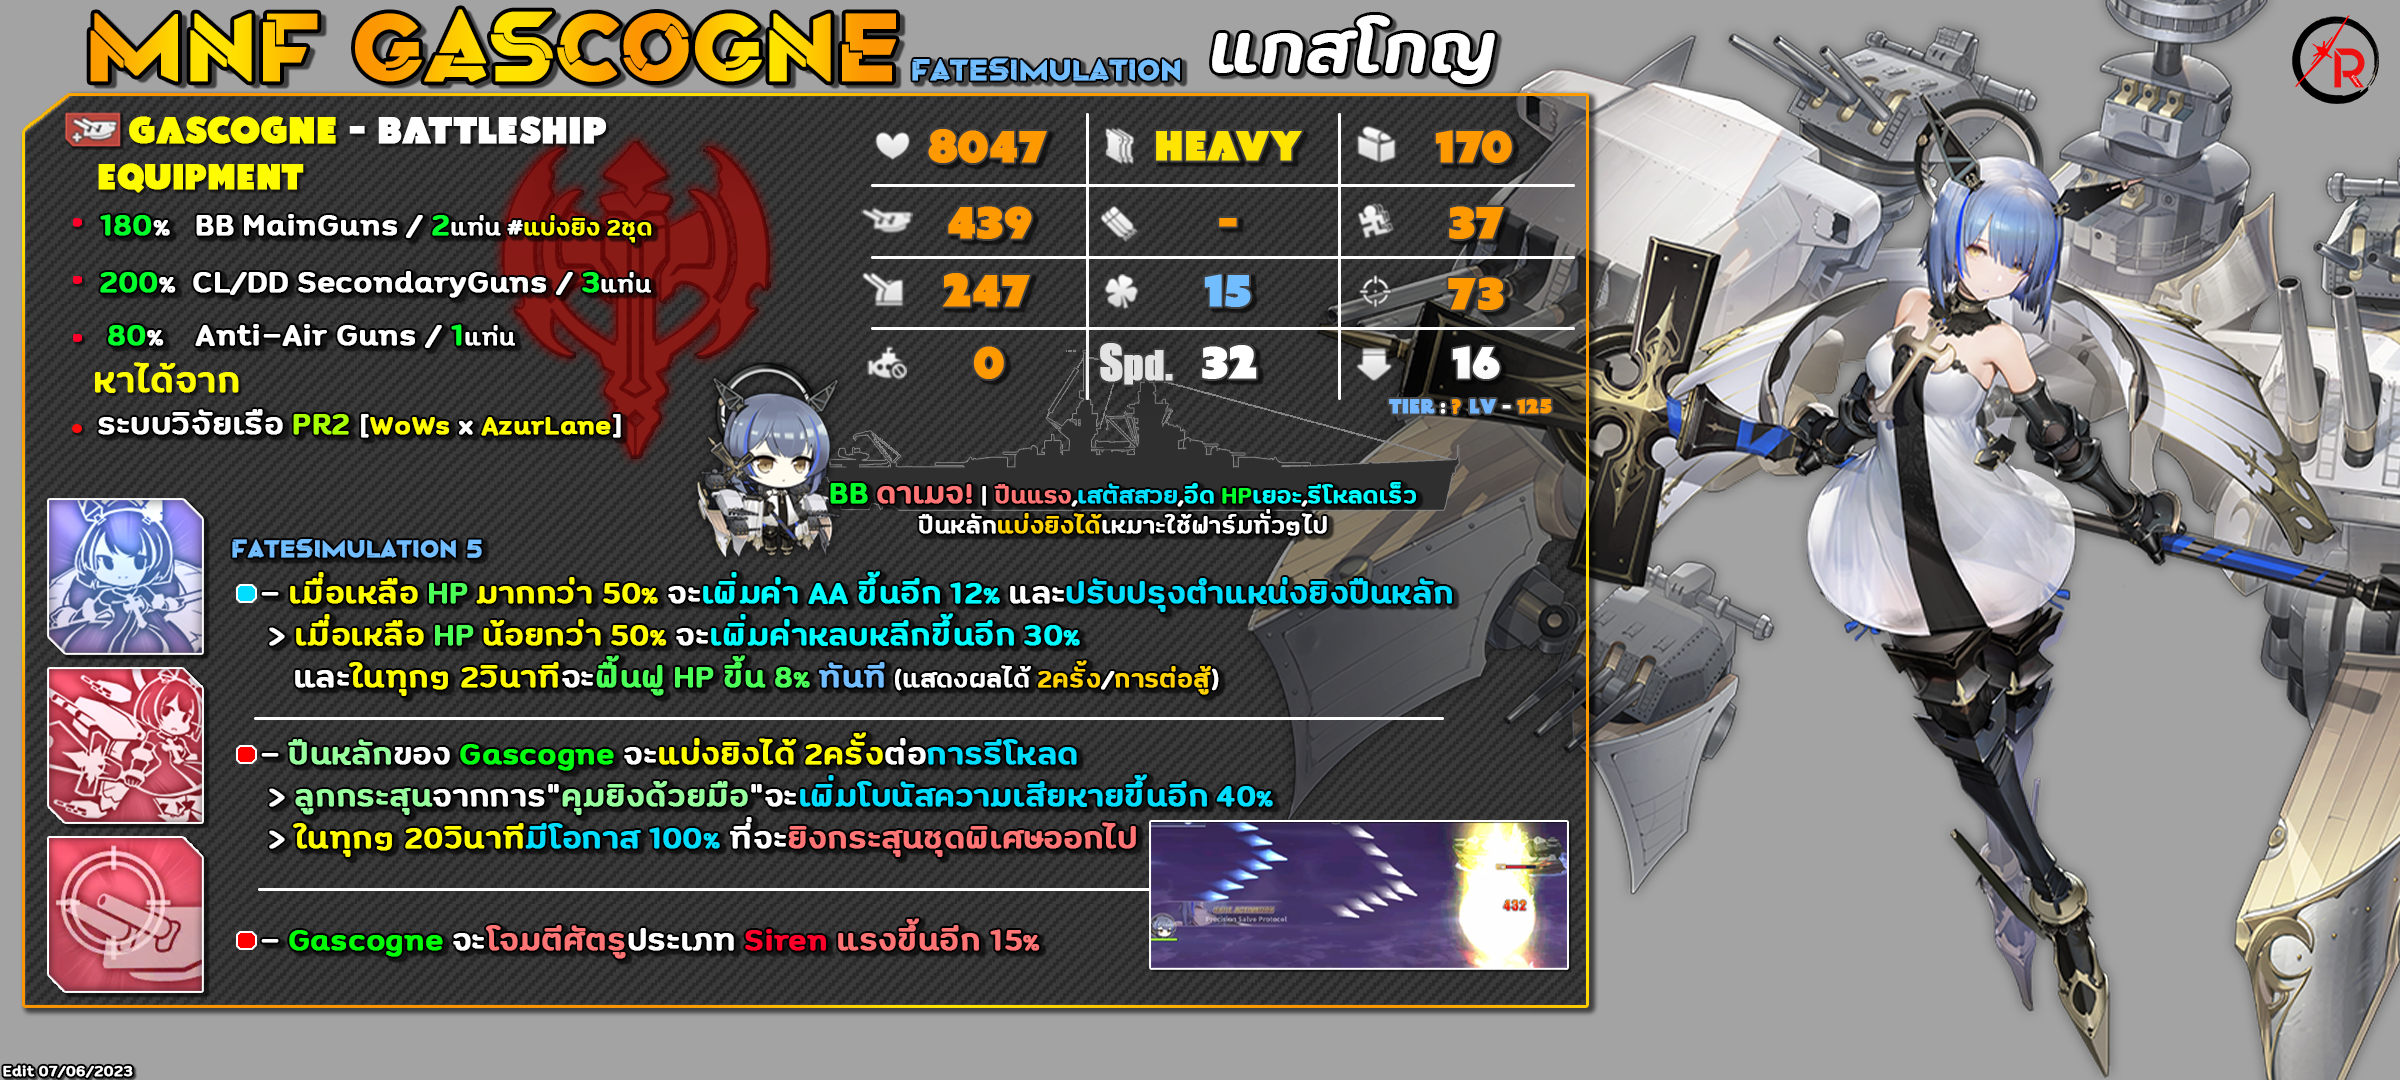 MNF GASCOGNE FATESIMULATION แกสโกญ
R
GASCOGNE - BATTLESHIP
EQUIPMENT
180% BB MainGuns / 2แท่น #แบ่งยิง 2ชุด
200% CL/DD SecondaryGuns / 3แท่น
80% Anti-Air Guns / 1แท่น
หาได้จาก
ระบบวิจัยเรือ PR2 [WoWs x AzurLane]
8047 HEAVY 170
439 - 37
247 15 73
0 Spd. 32 16
TIER : ? LV - 125
BB ดาเมจ! | ปืนแรง,เสตัสสวย,อึด HPเยอะ,รีโหลดเร็ว
ปืนหลักแบ่งยิงได้เหมาะใช้ฟาร์มทั่วๆไป
FATESIMULATION 5
- เมื่อเหลือ HP มากกว่า 50% จะเพิ่มค่า AA ขึ้นอีก 12% และปรับปรุงตำแหน่งยิงปืนหลัก
> เมื่อเหลือ HP น้อยกว่า 50% จะเพิ่มค่าหลบหลีกขึ้นอีก 30%
และในทุกๆ 2วินาทีจะฟื้นฟู HP ขึ้น 8% ทันที (แสดงผลได้ 2ครั้ง/การต่อสู้)
- ปืนหลักของ Gascogne จะแบ่งยิงได้ 2ครั้งต่อการรีโหลด
> ลูกกระสุนจากการ"คุมยิงด้วยมือ"จะเพิ่มโบนัสความเสียหายขึ้นอีก 40%
> ในทุกๆ 20วินาทีมีโอกาส 100% ที่จะยิงกระสุนชุดพิเศษออกไป
432
Precision Salvo Protocol
- Gascogne จะโจมตีศัตรูประเภท Siren แรงขึ้นอีก 15%
Edit 07/06/2023